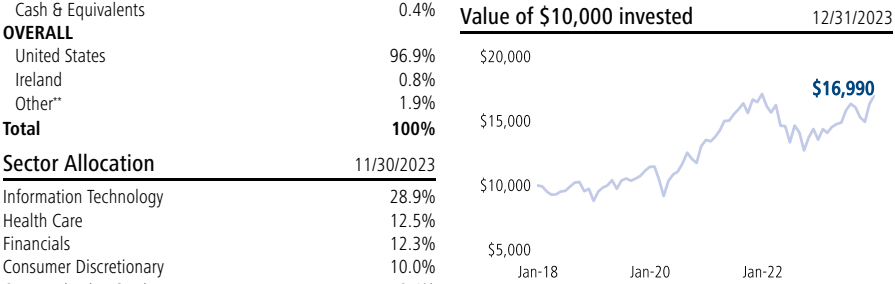 Cash & Equivalents 0.4%
OVERALL
United States 96.9%
Ireland 0.8%
Other** 1.9%
Total 100%
Sector Allocation 11/30/2023
Information Technology 28.9%
Health Care 12.5%
Financials 12.3%
Consumer Discretionary 10.0%
Value of $10,000 invested 12/31/2023
$20,000
$16,990
$15,000
$10,000
$5,000
Jan-18 Jan-20 Jan-22